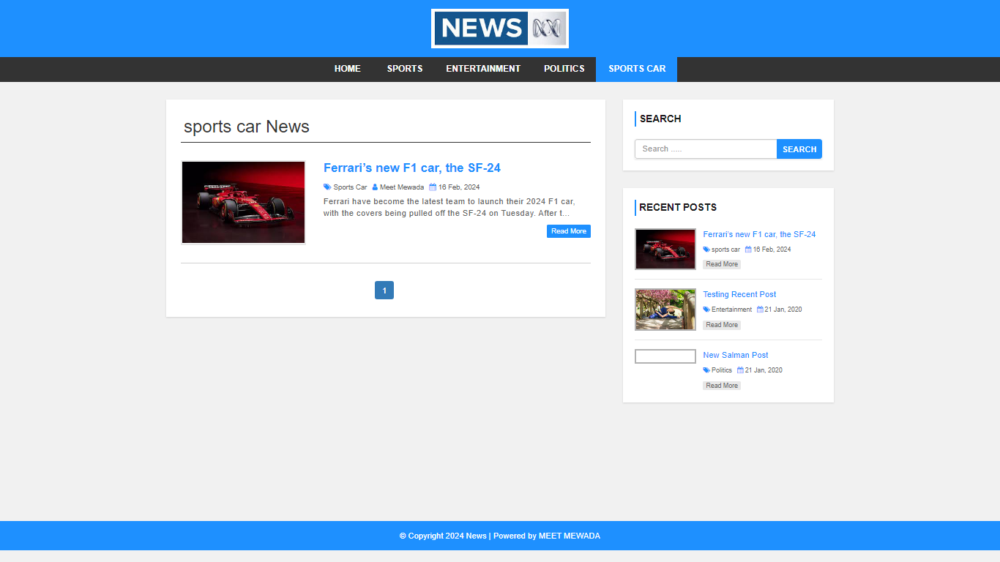 NEWS
HOME SPORTS ENTERTAINMENT POLITICS SPORTS CAR
sports car News
Ferrari’s new F1 car, the SF-24
Sports Car Meet Mewada 16 Feb, 2024
Ferrari have become the latest team to launch their 2024 F1 car,
with the covers being pulled off the SF-24 on Tuesday. After t...
Read More
1
SEARCH
Search ..... SEARCH
RECENT POSTS
Ferrari’s new F1 car, the SF-24
sports car 16 Feb, 2024
Read More
Testing Recent Post
Entertainment 21 Jan, 2020
Read More
New Salman Post
Politics 21 Jan, 2020
Read More
© Copyright 2024 News | Powered by MEET MEWADA